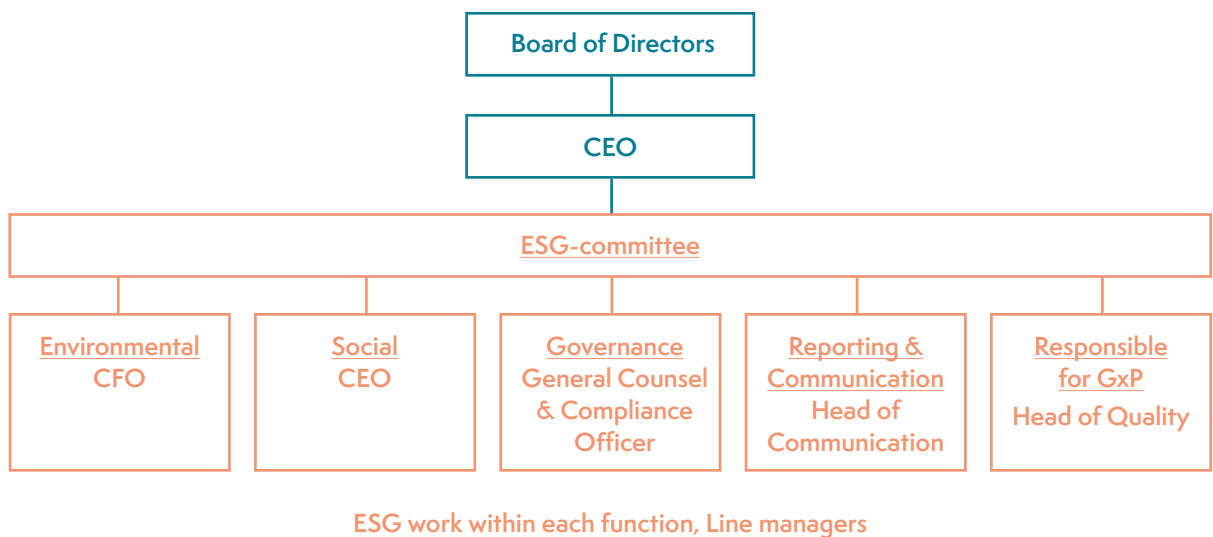 Board of Directors
CEO
ESG-committee
Environmental
CFO
Social
CEO
Governance
General Counsel
& Compliance
Officer
Reporting &
Communication
Head of
Communication
Responsible
for GxP
Head of Quality
ESG work within each function, Line managers